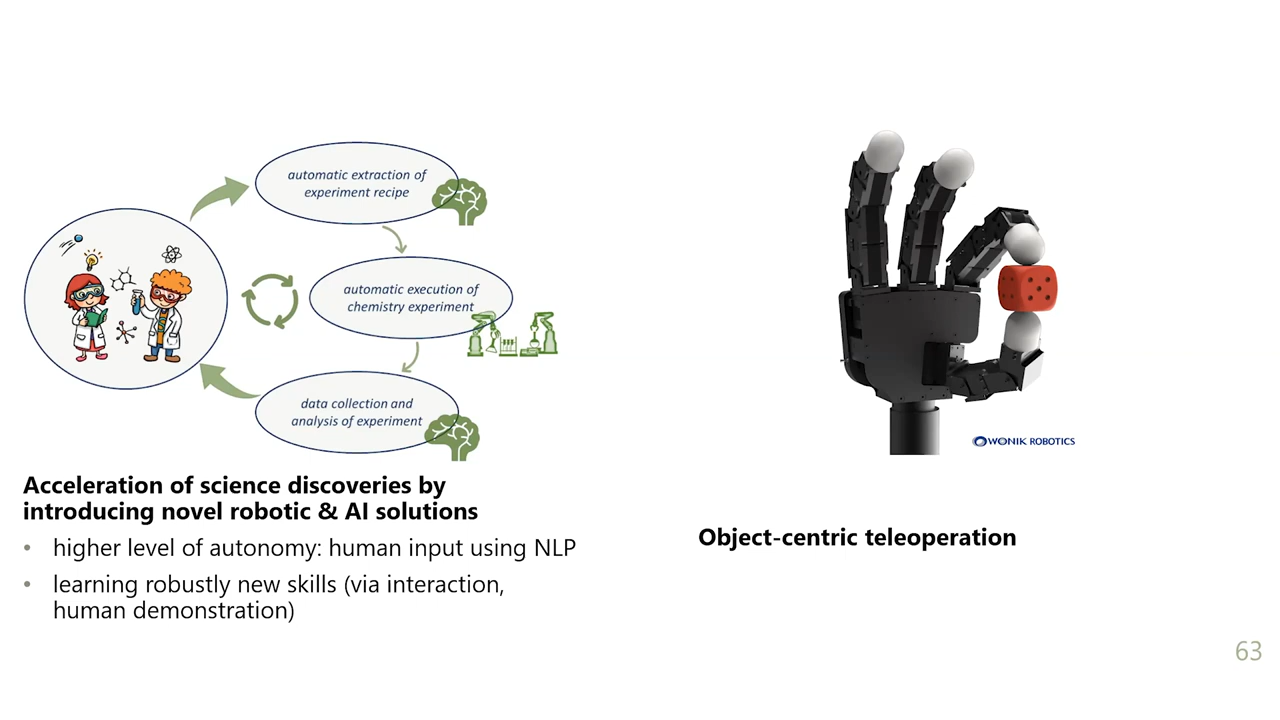 automatic extraction of
experiment recipe
automatic execution of
chemistry experiment
data collection and
analysis of experiment
Acceleration of science discoveries by
introducing novel robotic & AI solutions
• higher level of autonomy: human input using NLP
• learning robustly new skills (via interaction,
human demonstration)
WONIK ROBOTICS
Object-centric teleoperation
63